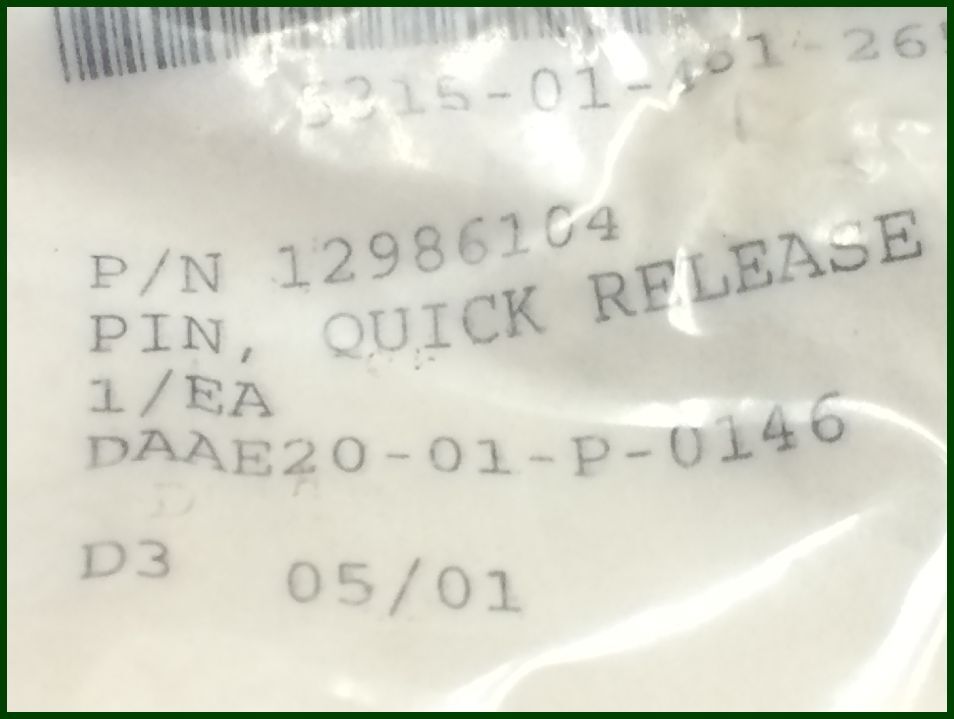 P/N 12986104
PIN, QUICK RELEASE
1/EA
DAAE20-01-P-0146
D3 05/01